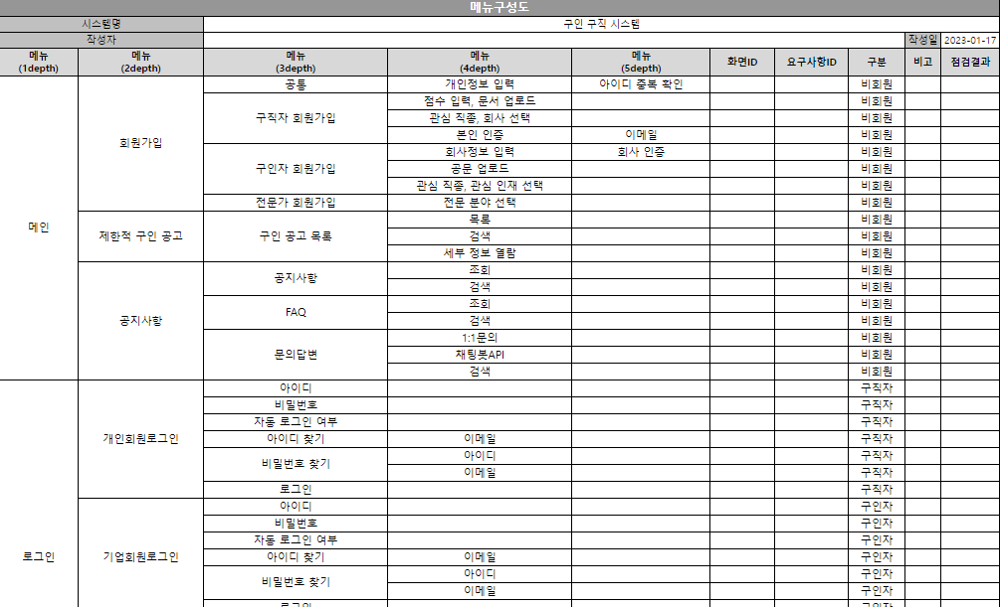 메뉴구성도
시스템명 구인 구직 시스템
작성자 작성일 2023-01-17
메뉴 (1depth) 메뉴 (2depth) 메뉴 (3depth) 메뉴 (4depth) 메뉴 (5depth) 화면ID 요구사항ID 구분 비고 점검결과
메인 회원가입 공통 개인정보 입력 아이디 중복 확인 비회원
구직자 회원가입 점수 입력, 문서 업로드 비회원
관심 직종, 회사 선택 비회원
본인 인증 이메일 비회원
구인자 회원가입 회사정보 입력 회사 인증 비회원
공문 업로드 비회원
관심 직종, 관심 인재 선택 비회원
전문가 회원가입 전문 분야 선택 비회원
제한적 구인 공고 구인 공고 목록 목록 비회원
검색 비회원
세부 정보 열람 비회원
공지사항 공지사항 조회 비회원
검색 비회원
FAQ 조회 비회원
검색 비회원
문의답변 1:1문의 비회원
채팅봇API 비회원
검색 비회원
로그인 개인회원로그인 아이디 구직자
비밀번호 구직자
자동 로그인 여부 구직자
아이디 찾기 이메일 구직자
비밀번호 찾기 아이디 구직자
이메일 구직자
로그인 구직자
기업회원로그인 아이디 구인자
비밀번호 구인자
자동 로그인 여부 구인자
아이디 찾기 이메일 구인자
비밀번호 찾기 아이디 구인자
이메일 구인자
로그인 구인자